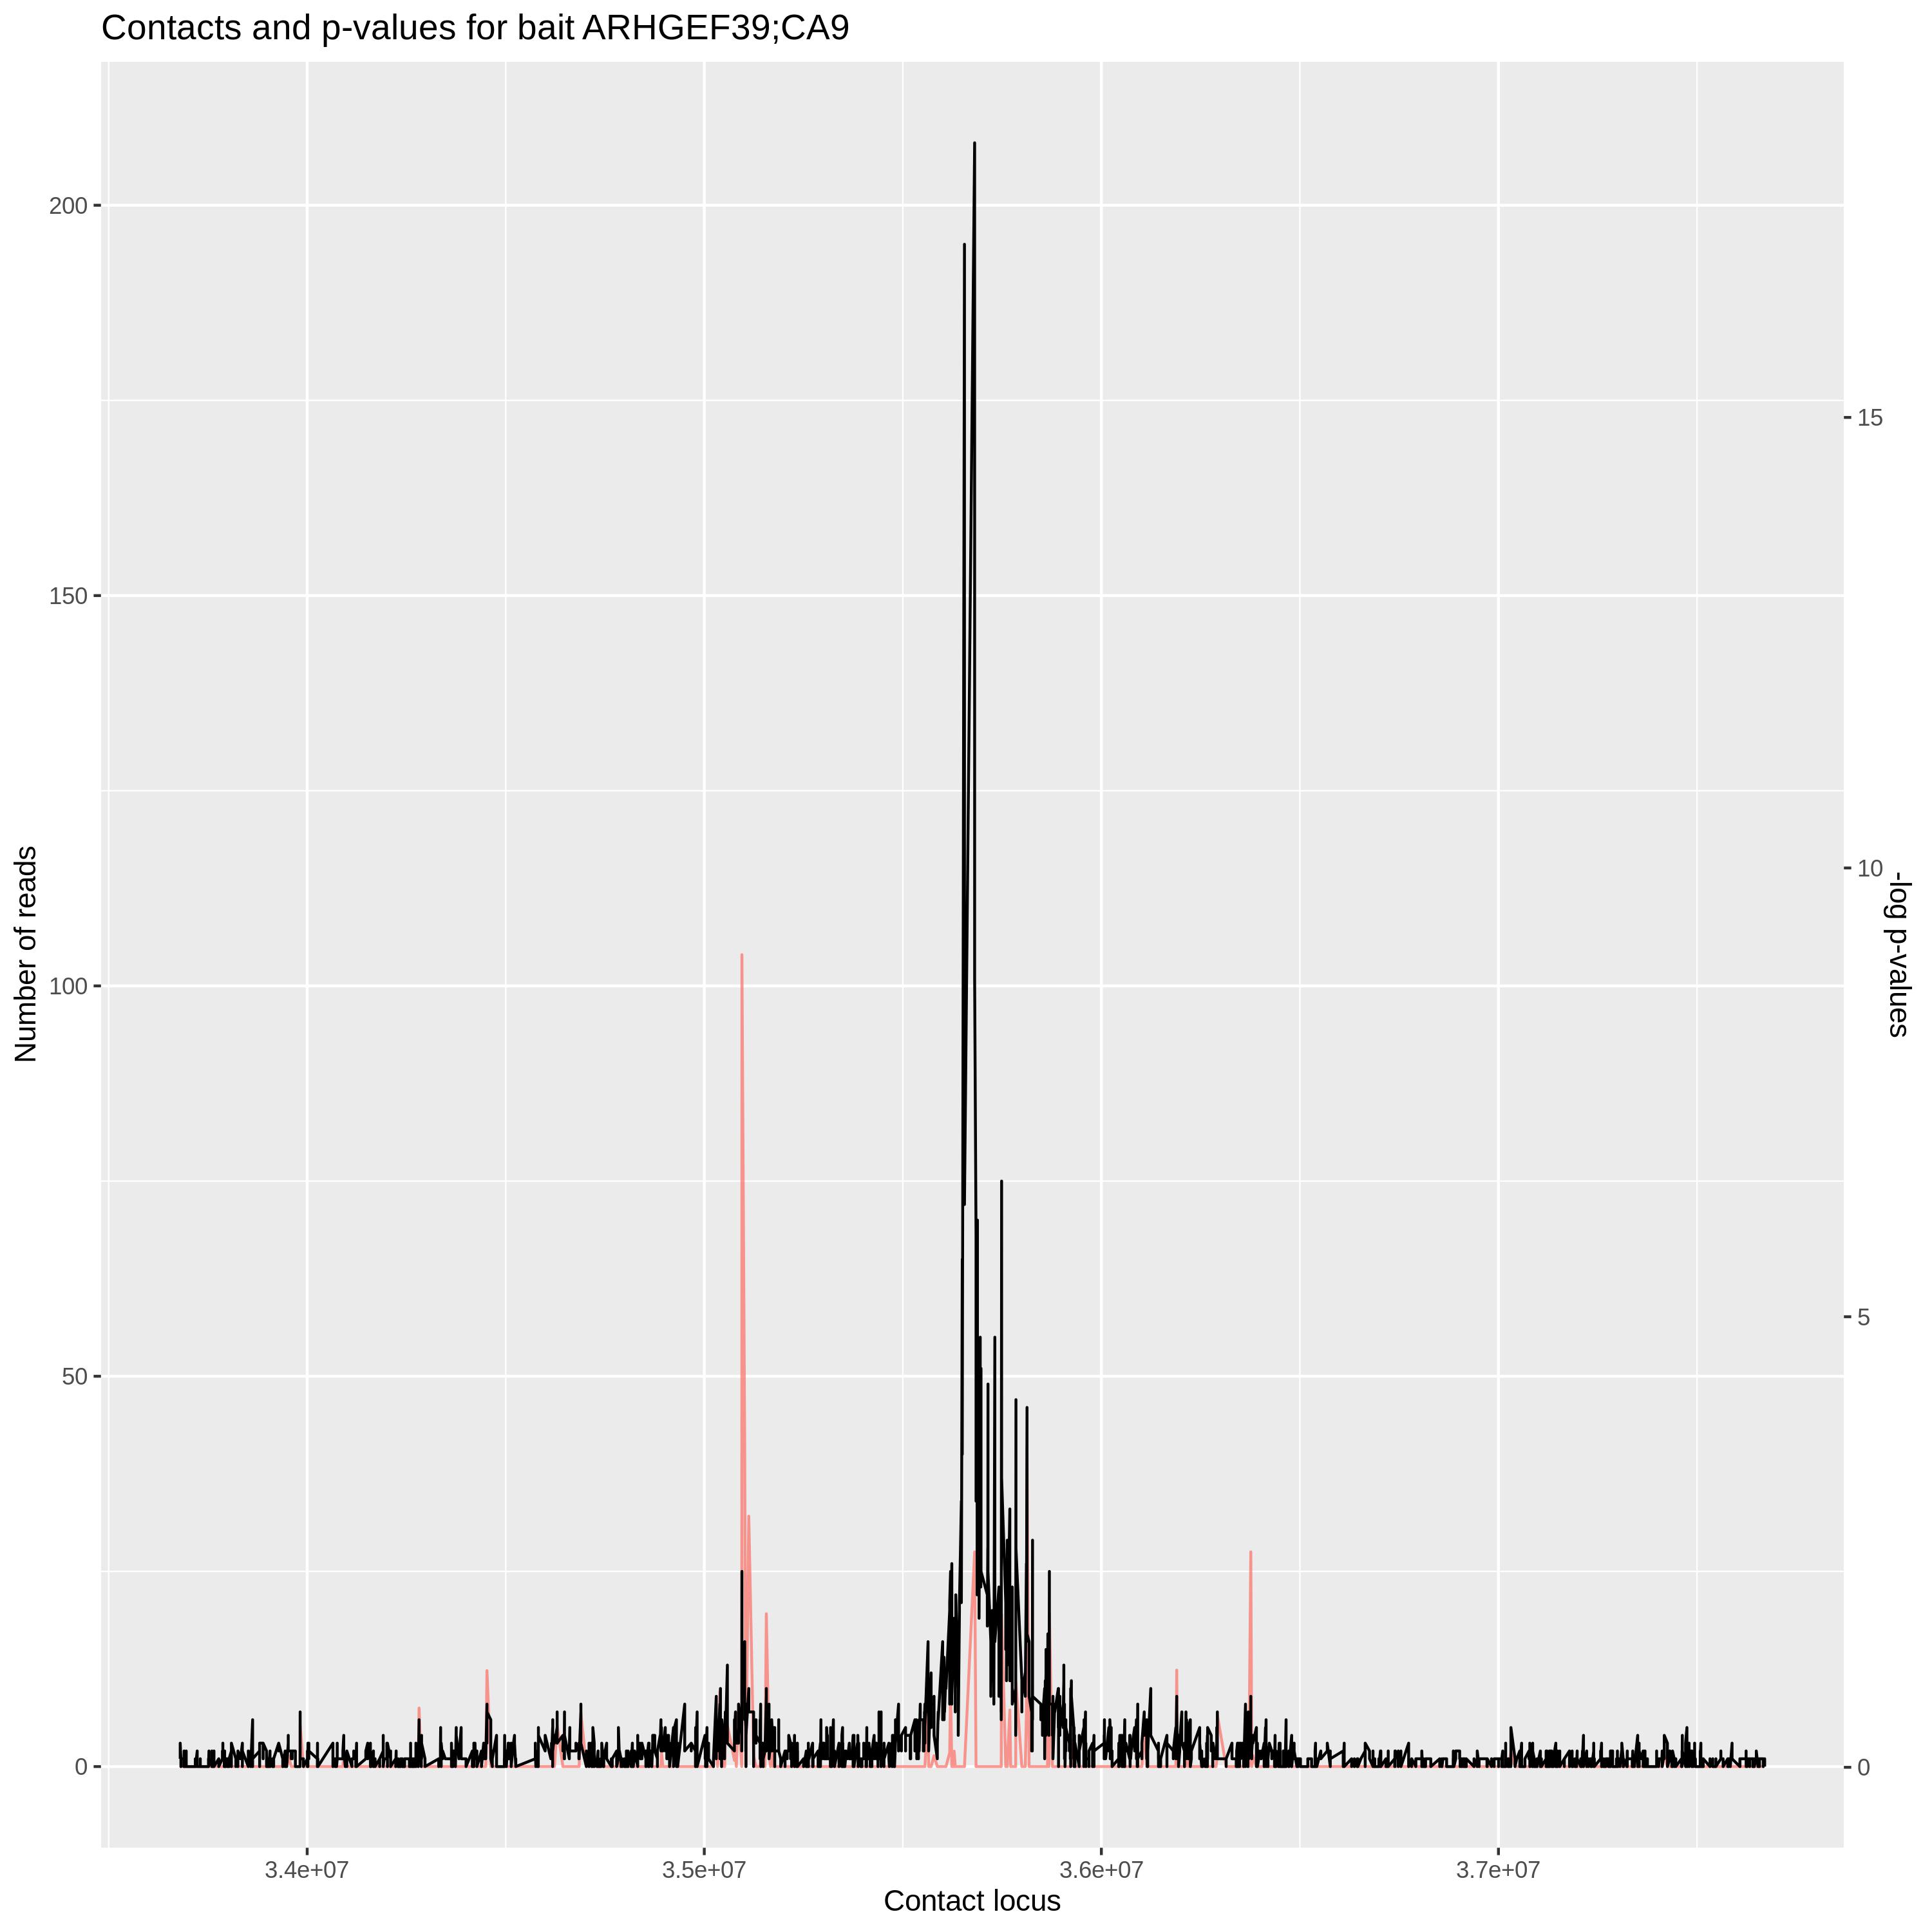 Contacts and p-values for bait ARHGEF39;CA9
200
150
100
50
0
15
10
5
0
Number of reads
-log p-values
3.4e+07
3.5e+07
3.6e+07
3.7e+07
Contact locus